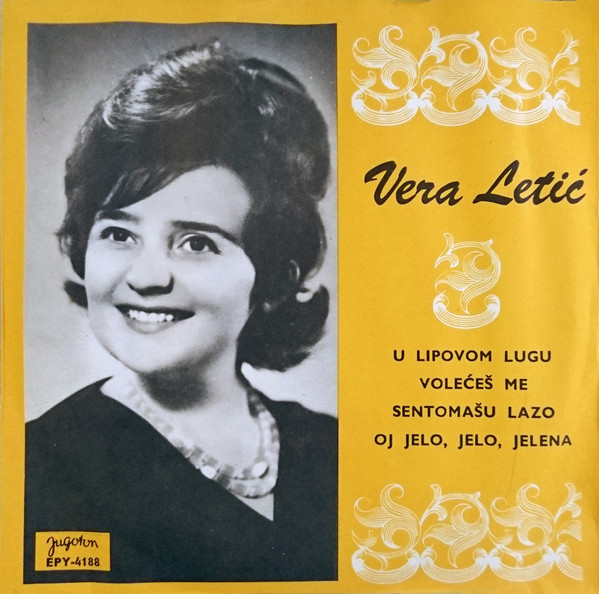 Vera Letić
U LIPOVOM LUGU
VOLEĆEŠ ME
SENTOMAŠU LAZO
OJ JELO, JELO, JELENA
Jugoton
EPY-4188